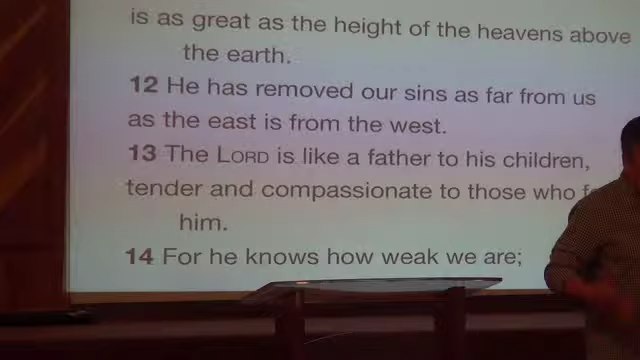 is as great as the height of the heavens above
the earth.
12 He has removed our sins as far from us
as the east is from the west.
13 The LORD is like a father to his children,
tender and compassionate to those who
him.
14 For he knows how weak we are;